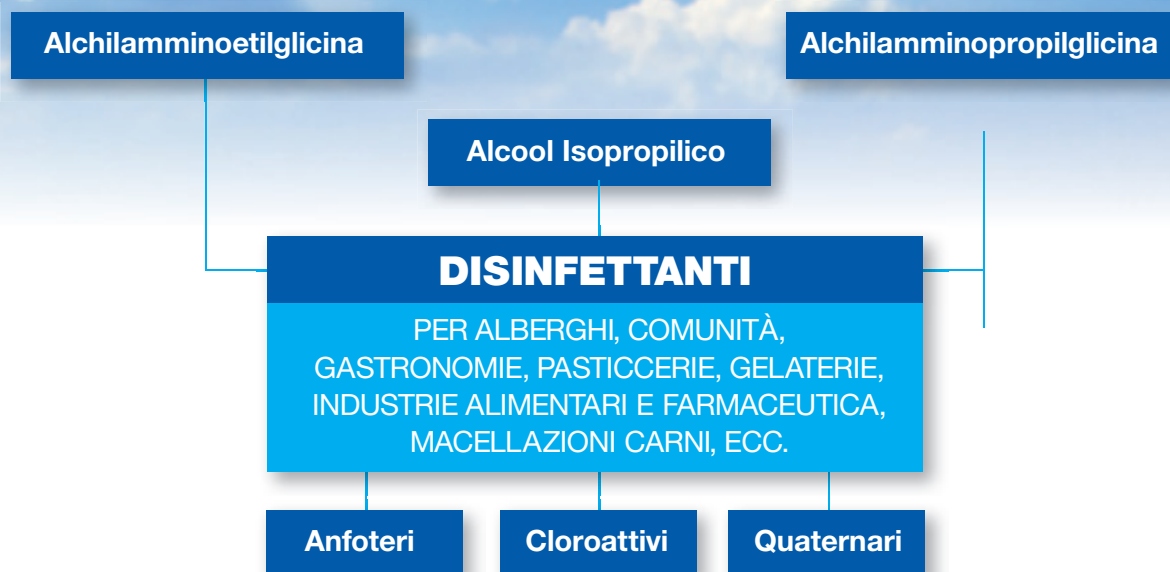 Alchilamminoetilglicina
Alchilamminopropilglicina
Alcool Isopropilico
DISINFETTANTI
PER ALBERGHI, COMUNITÀ,
GASTRONOMIE, PASTICCERIE, GELATERIE,
INDUSTRIE ALIMENTARI E FARMACEUTICA,
MACELLAZIONI CARNI, ECC.
Anfoteri
Cloroattivi
Quaternari